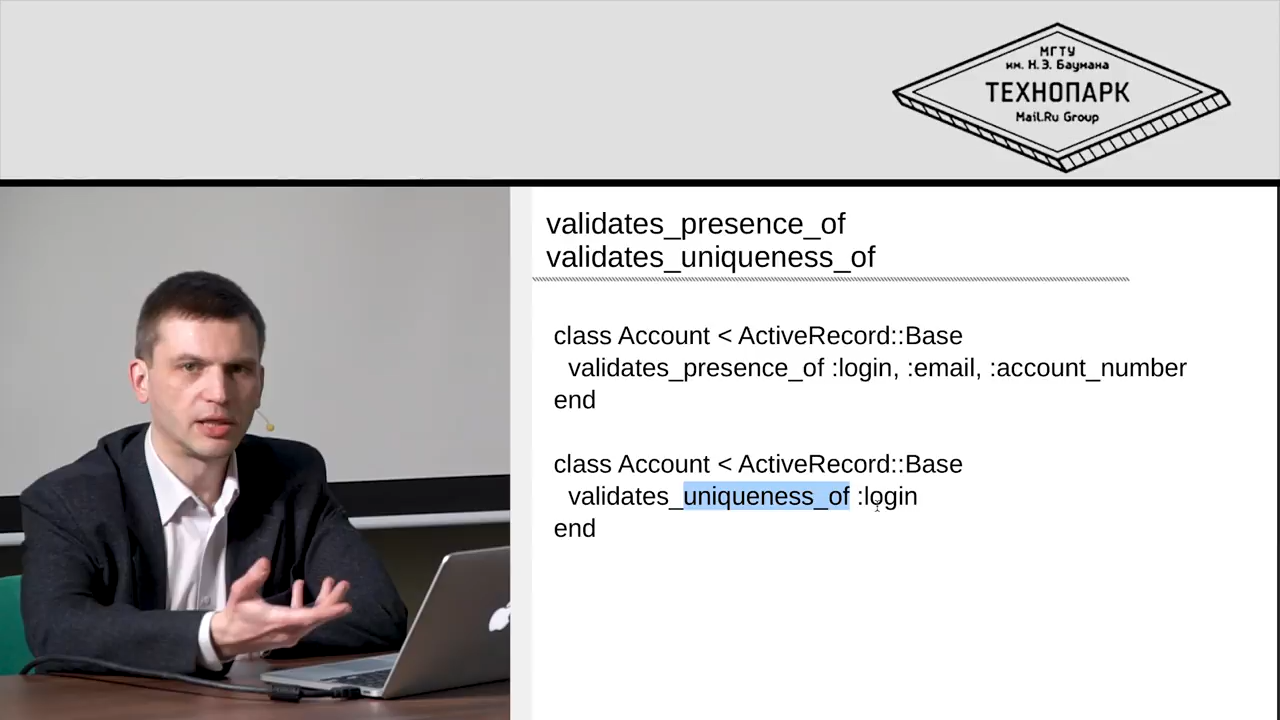 МГТУ
им. Н.Э. Баумана
ТЕХНОПАРК
Mail.Ru Group
validates_presence_of
validates_uniqueness_of
class Account < ActiveRecord::Base
validates_presence_of :login, :email, :account_number
end
class Account < ActiveRecord::Base
validates_uniqueness_of :login
end